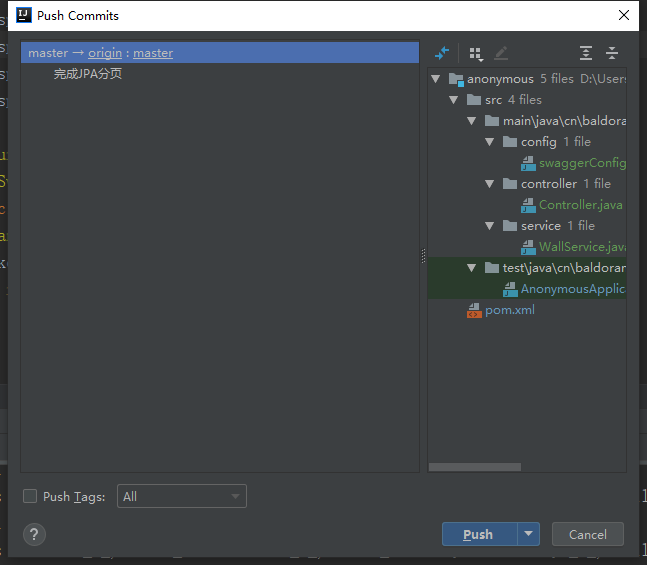 Push Commits
master → origin : master
完成JPA分页
anonymous 5 files D:\Users
src 4 files
main\java\cn\baldora
config 1 file
swaggerConfig
controller 1 file
Controller.java
service 1 file
WallService.java
test\java\cn\baldoran
AnonymousApplic
pom.xml
Push Tags:
All
?
Push
Cancel